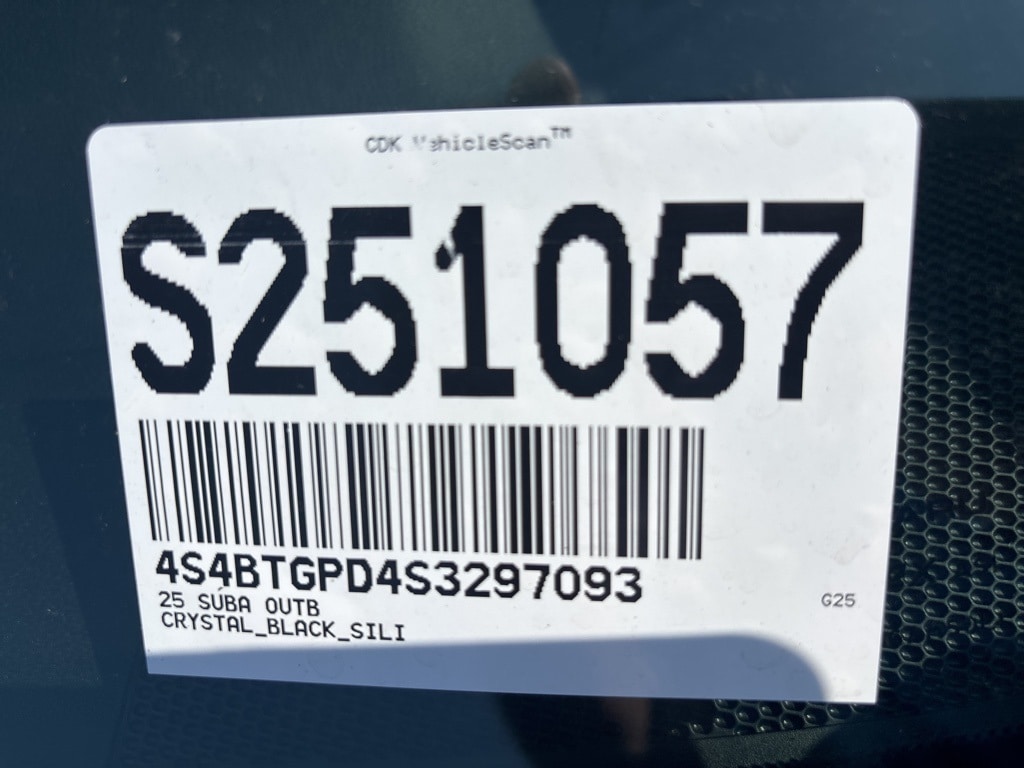 CDK VehicleScan™
S251057
4S4BTGPD4S3297093
25 SUBA OUTB
CRYSTAL_BLACK_SILI
G25